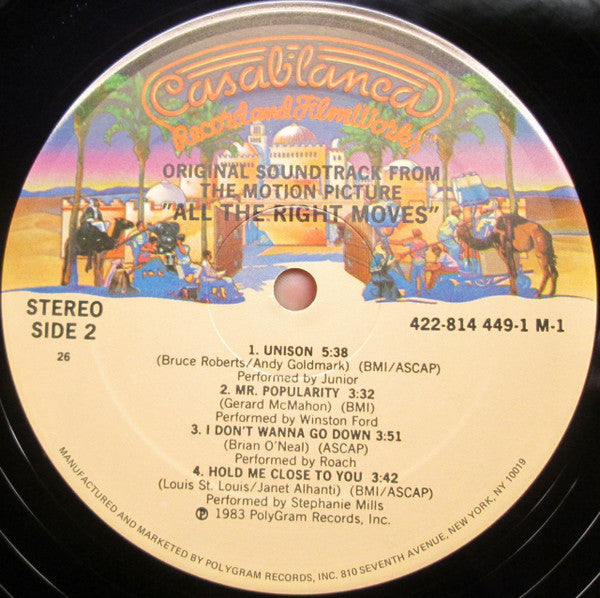 Casablanca
Record and FilmWorks
ORIGINAL SOUNDTRACK FROM
THE MOTION PICTURE
"ALL THE RIGHT MOVES"
STEREO
SIDE 2
422-814 449-1 M-1
26
1. UNISON 5:38
(Bruce Roberts/Andy Goldmark) (BMI/ASCAP)
Performed by Junior
2. MR. POPULARITY 3:32
(Gerard McMahon) (BMI)
Performed by Winston Ford
3. I DON'T WANNA GO DOWN 3:51
(Brian O'Neal) (ASCAP)
Performed by Roach
4. HOLD ME CLOSE TO YOU 3:42
(Louis St. Louis/Janet Alhanti) (BMI/ASCAP)
Performed by Stephanie Mills
℗ 1983 PolyGram Records, Inc.
MANUFACTURED AND MARKETED BY POLYGRAM RECORDS, INC. 810 SEVENTH AVENUE, NEW YORK, NY 10019